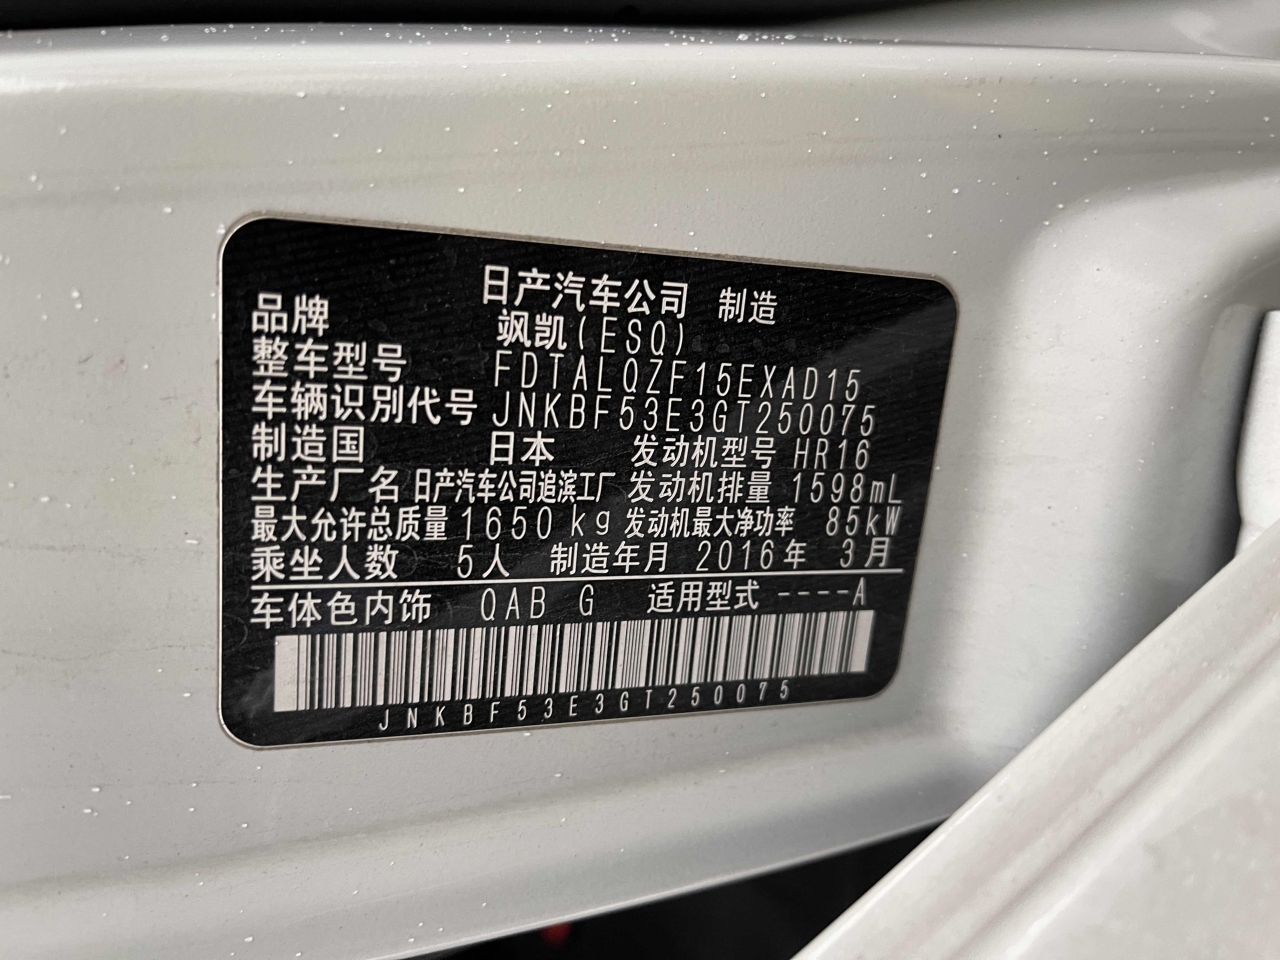 日产汽车公司 制造
品牌 飒凯(ESQ)
整车型号 FDTALQZF15EXAD15
车辆识别代号 JNKBF53E3GT250075
制造国 日本 发动机型号 HR16
生产厂名 日产汽车公司追滨工厂 发动机排量 1598mL
最大允许总质量 1650kg 发动机最大净功率 85kW
乘坐人数 5人 制造年月 2016年 3月
车体色内饰 QAB G 适用型式 ----A
JNKBF53E3GT250075